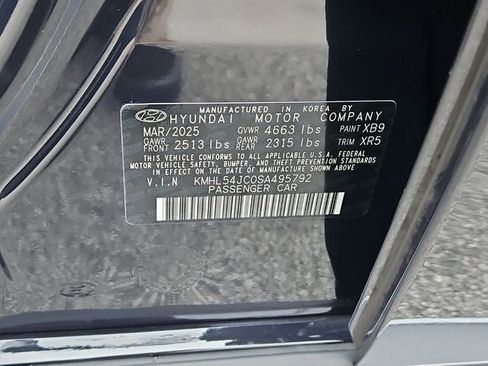 MANUFACTURED IN KOREA BY
HYUNDAI MOTOR COMPANY
MAR/2025 GVWR 4663 lbs PAINT XB9
GAWR FRONT 2513 lbs GAWR REAR 2315 lbs TRIM XR5
THIS VEHICLE CONFORMS TO ALL APPLICABLE U.S.A FEDERAL
MOTOR VEHICLE SAFETY, BUMPER, AND THEFT PREVENTION
STANDARDS IN EFFECT ON THE DATE OF MANUFACTURE SHOWN ABOVE.
V.I.N KMHL54JC0SA495792
PASSENGER CAR